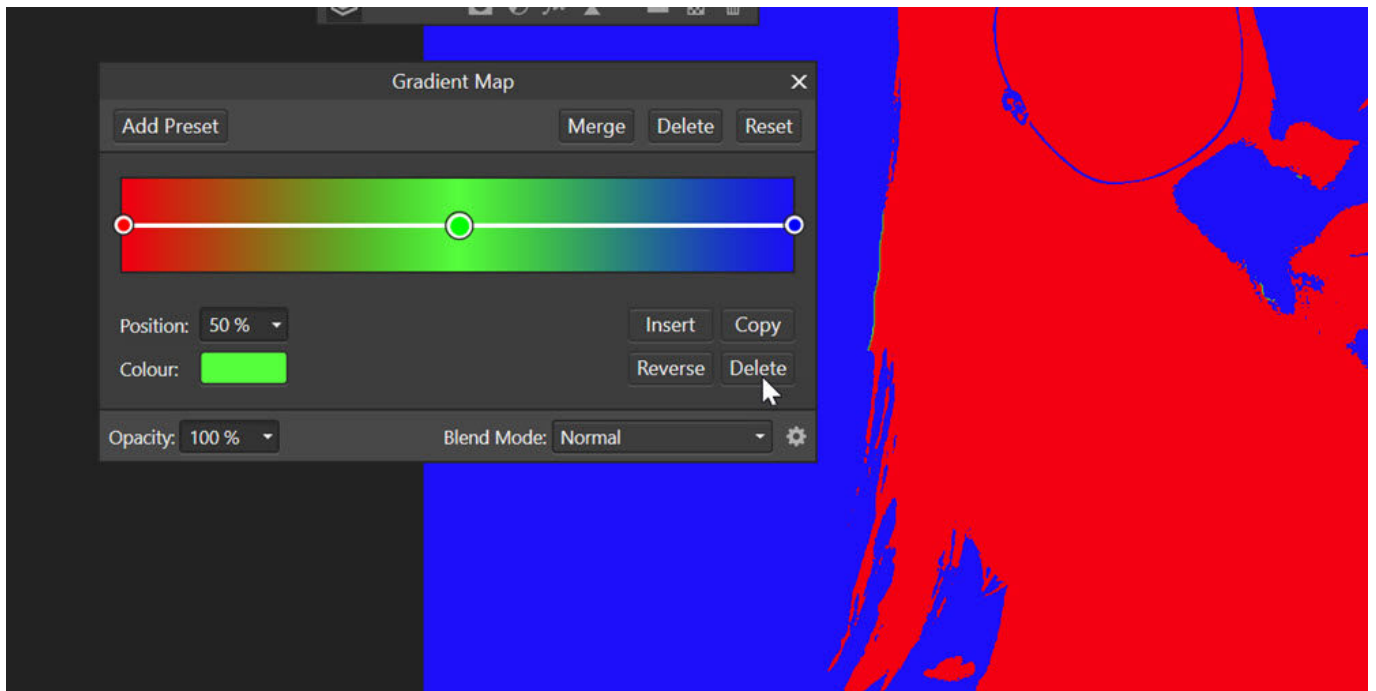 Gradient Map
Add Preset Merge Delete Reset
Position: 50 % Insert Copy
Colour: Reverse Delete
Opacity: 100 % Blend Mode: Normal